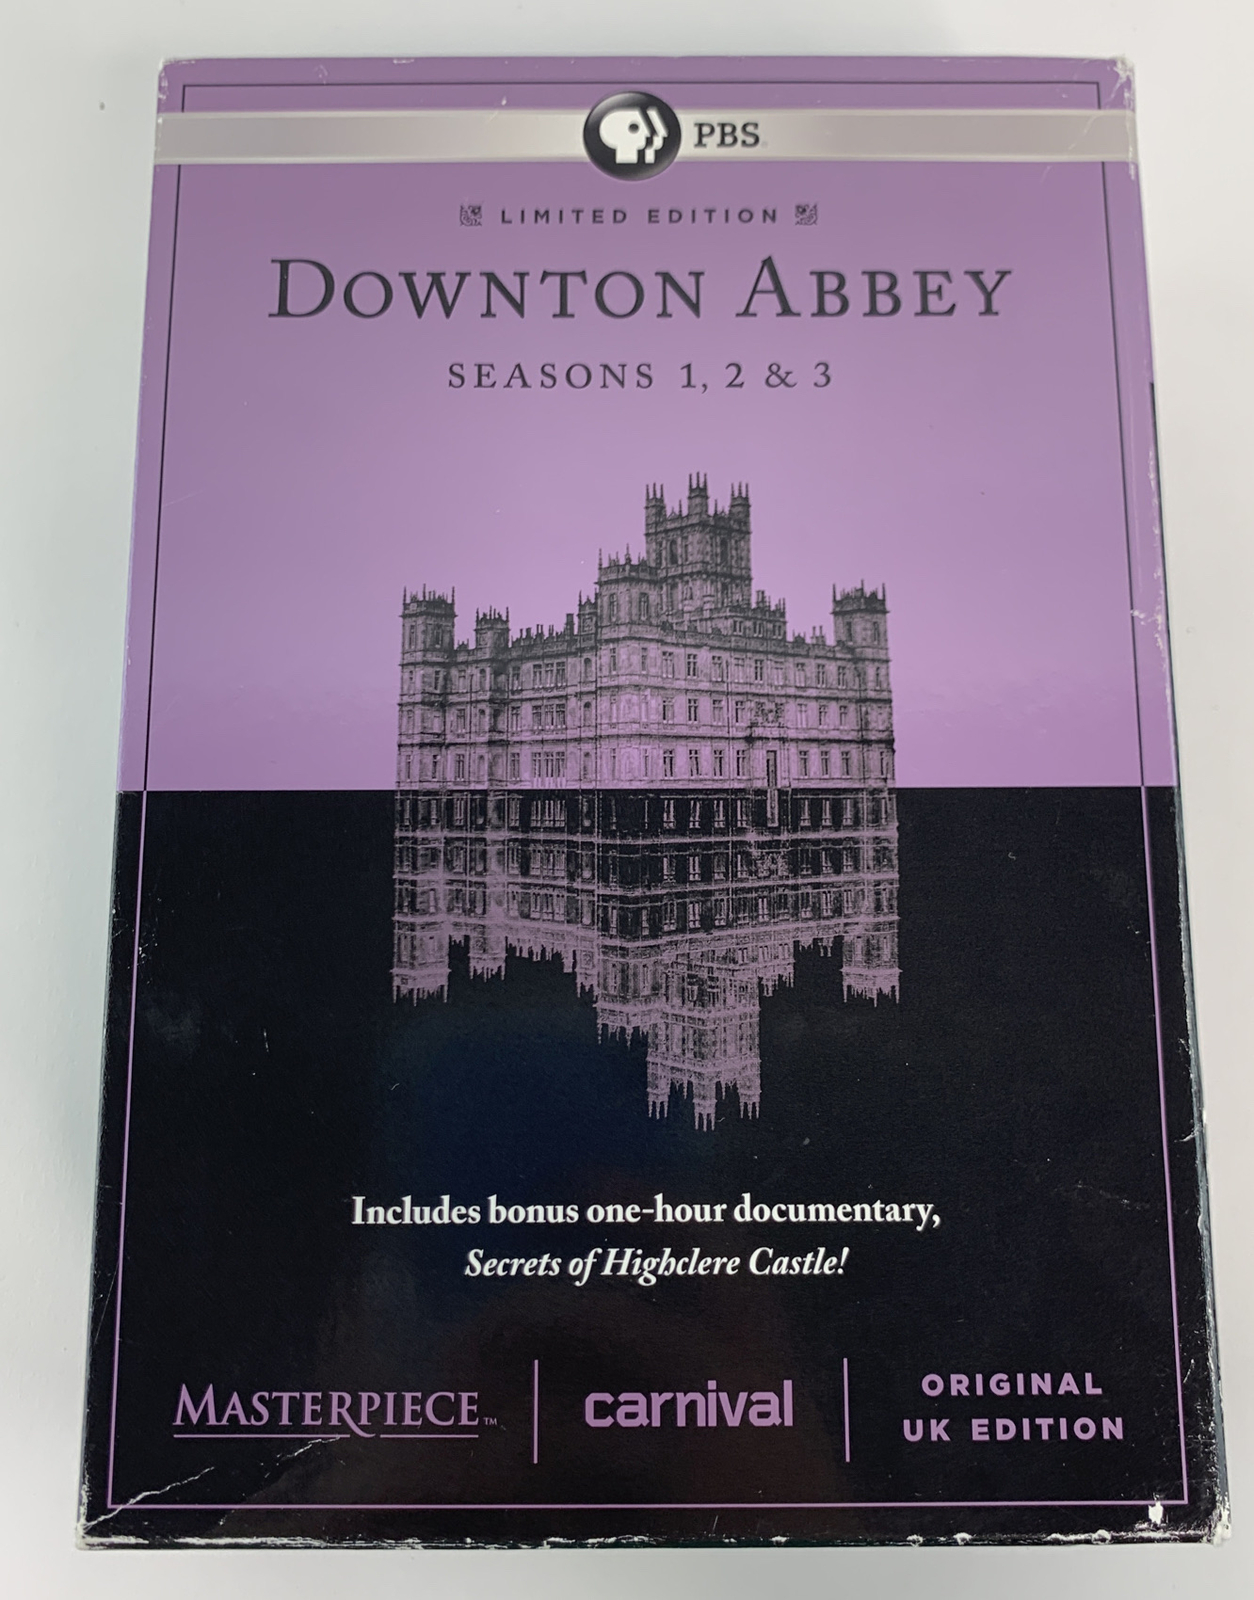 PBS
LIMITED EDITION
DOWNTON ABBEY
SEASONS 1, 2 & 3
Includes bonus one-hour documentary,
Secrets of Highclere Castle!
MASTERPIECE™
carnival
ORIGINAL
UK EDITION